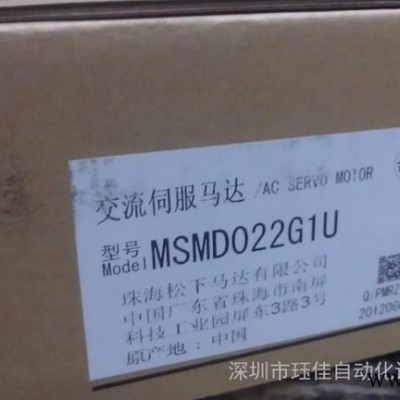 交流伺服马达 /AC SERVO MOTOR
型号
Model MSMD022G1U
珠海松下马达有限公司
中国广东省珠海市南屏
科技工业园屏东3路3号
原产地: 中国
Q/PMRZ
201206
深圳市珏佳自动化
www.